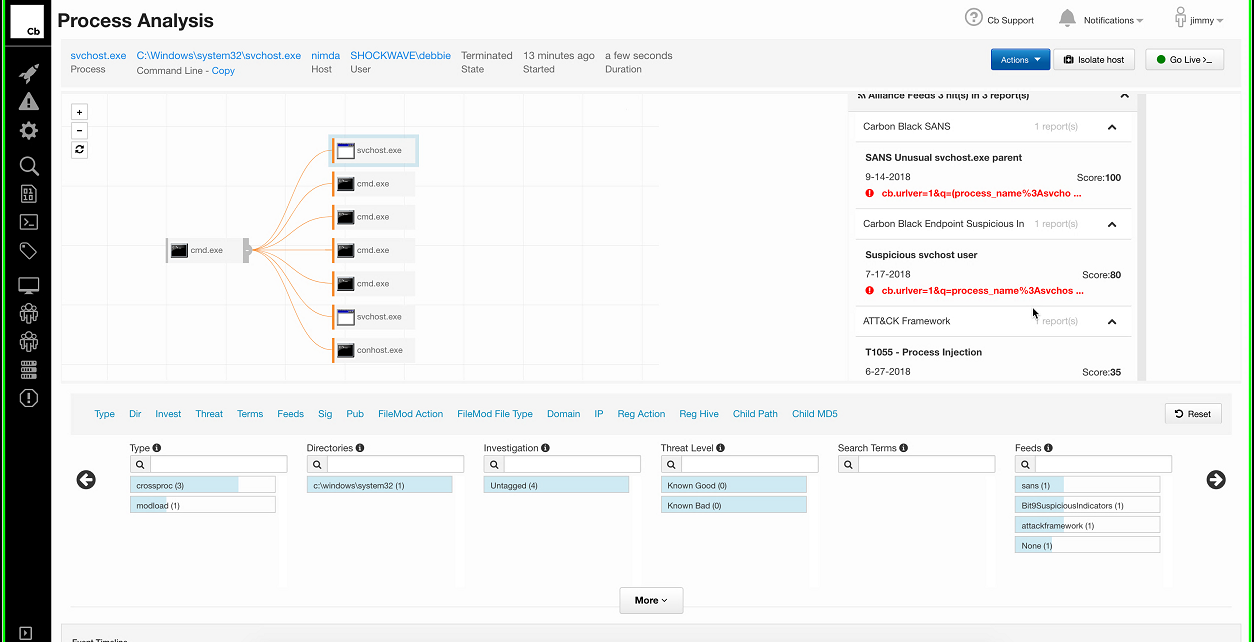 Cb
Process Analysis
Cb Support
Notifications
jimmy
svchost.exe
Process
C:\Windows\system32\svchost.exe
Command Line - Copy
nimda
Host
SHOCKWAVE\debbie
User
Terminated
State
13 minutes ago
Started
a few seconds
Duration
Actions
Isolate host
Go Live >_
+
−
cmd.exe
svchost.exe
cmd.exe
cmd.exe
cmd.exe
cmd.exe
svchost.exe
conhost.exe
Alliance Feeds 3 hit(s) in 3 report(s)
Carbon Black SANS 1 report(s)
SANS Unusual svchost.exe parent
9-14-2018 Score:100
cb.urlver=1&q=(process_name%3Asvcho ...
Carbon Black Endpoint Suspicious In 1 report(s)
Suspicious svchost user
7-17-2018 Score:80
cb.urlver=1&q=process_name%3Asvchos ...
ATT&CK Framework 1 report(s)
T1055 - Process Injection
6-27-2018 Score:35
Type Dir Invest Threat Terms Feeds Sig Pub FileMod Action FileMod File Type Domain IP Reg Action Reg Hive Child Path Child MD5
Reset
Type
crossproc (3)
modload (1)
Directories
c:\windows\system32 (1)
Investigation
Untagged (4)
Threat Level
Known Good (0)
Known Bad (0)
Search Terms
Feeds
sans (1)
Bit9SuspiciousIndicators (1)
attackframework (1)
None (1)
More
Event Timeline